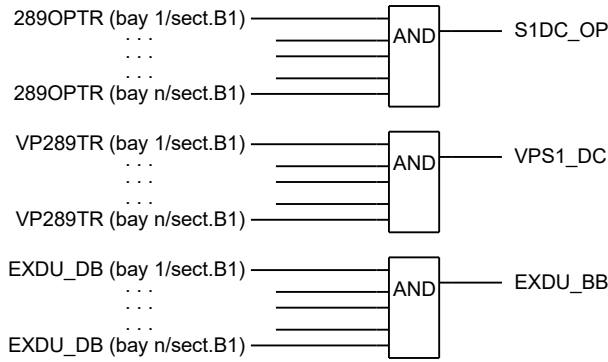 289OPTR (bay 1/sect.B1)
. . .
. . .
. . .
289OPTR (bay n/sect.B1)
AND
S1DC_OP
VP289TR (bay 1/sect.B1)
. . .
. . .
. . .
VP289TR (bay n/sect.B1)
AND
VPS1_DC
EXDU_DB (bay 1/sect.B1)
. . .
. . .
. . .
EXDU_DB (bay n/sect.B1)
AND
EXDU_BB